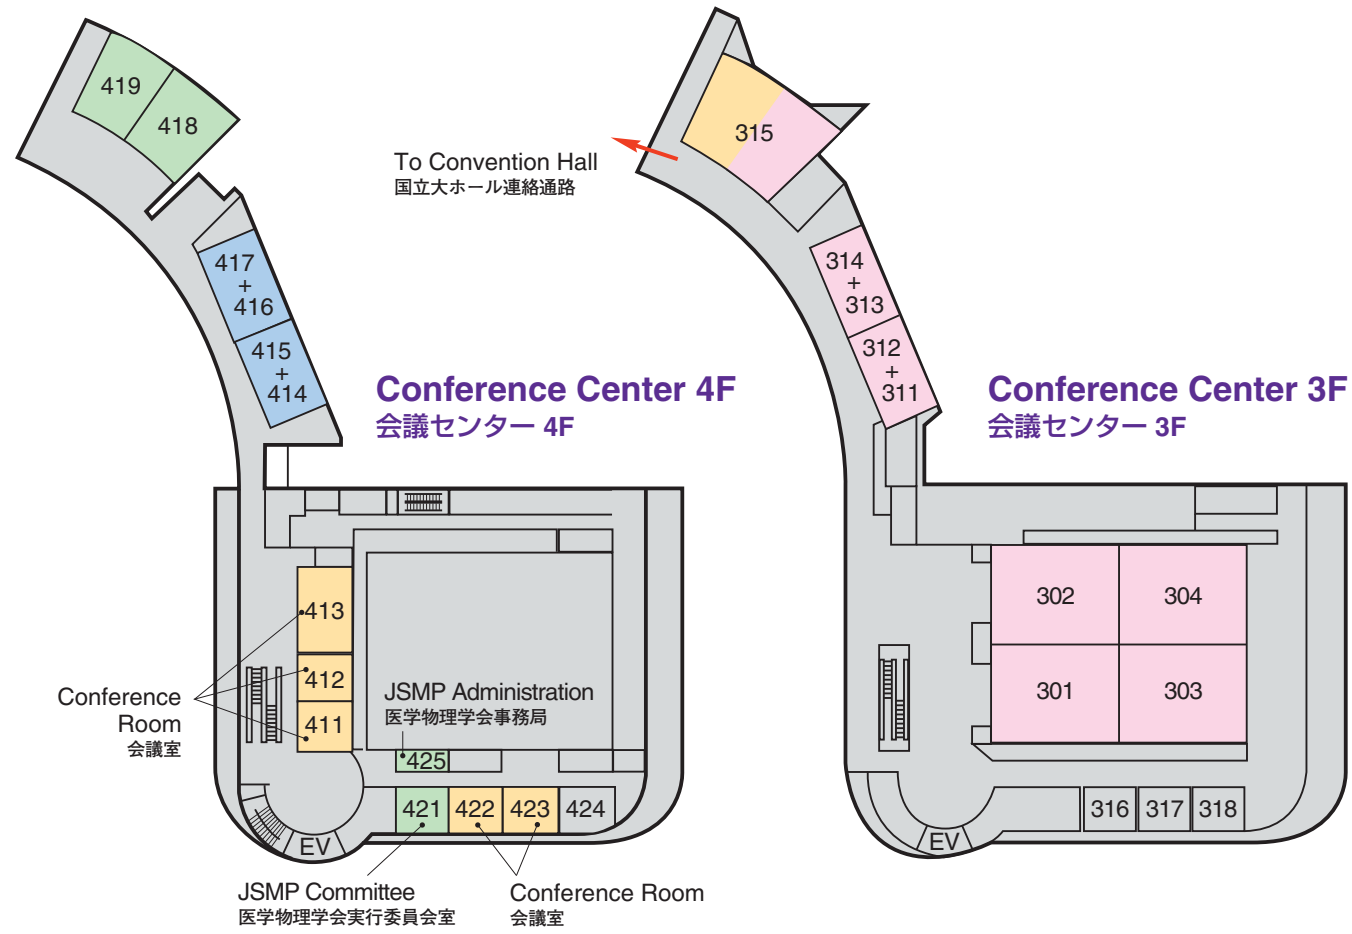 419
418
417
+
416
415
+
414
Conference Center 4F
会議センター 4F
413
412
411
Conference
Room
会議室
JSMP Administration
医学物理学会事務局
425
421
422
423
424
EV
JSMP Committee
医学物理学会実行委員会室
Conference Room
会議室
To Convention Hall
国立大ホール連絡通路
315
314
+
313
312
+
311
Conference Center 3F
会議センター 3F
302
304
301
303
316
317
318
EV